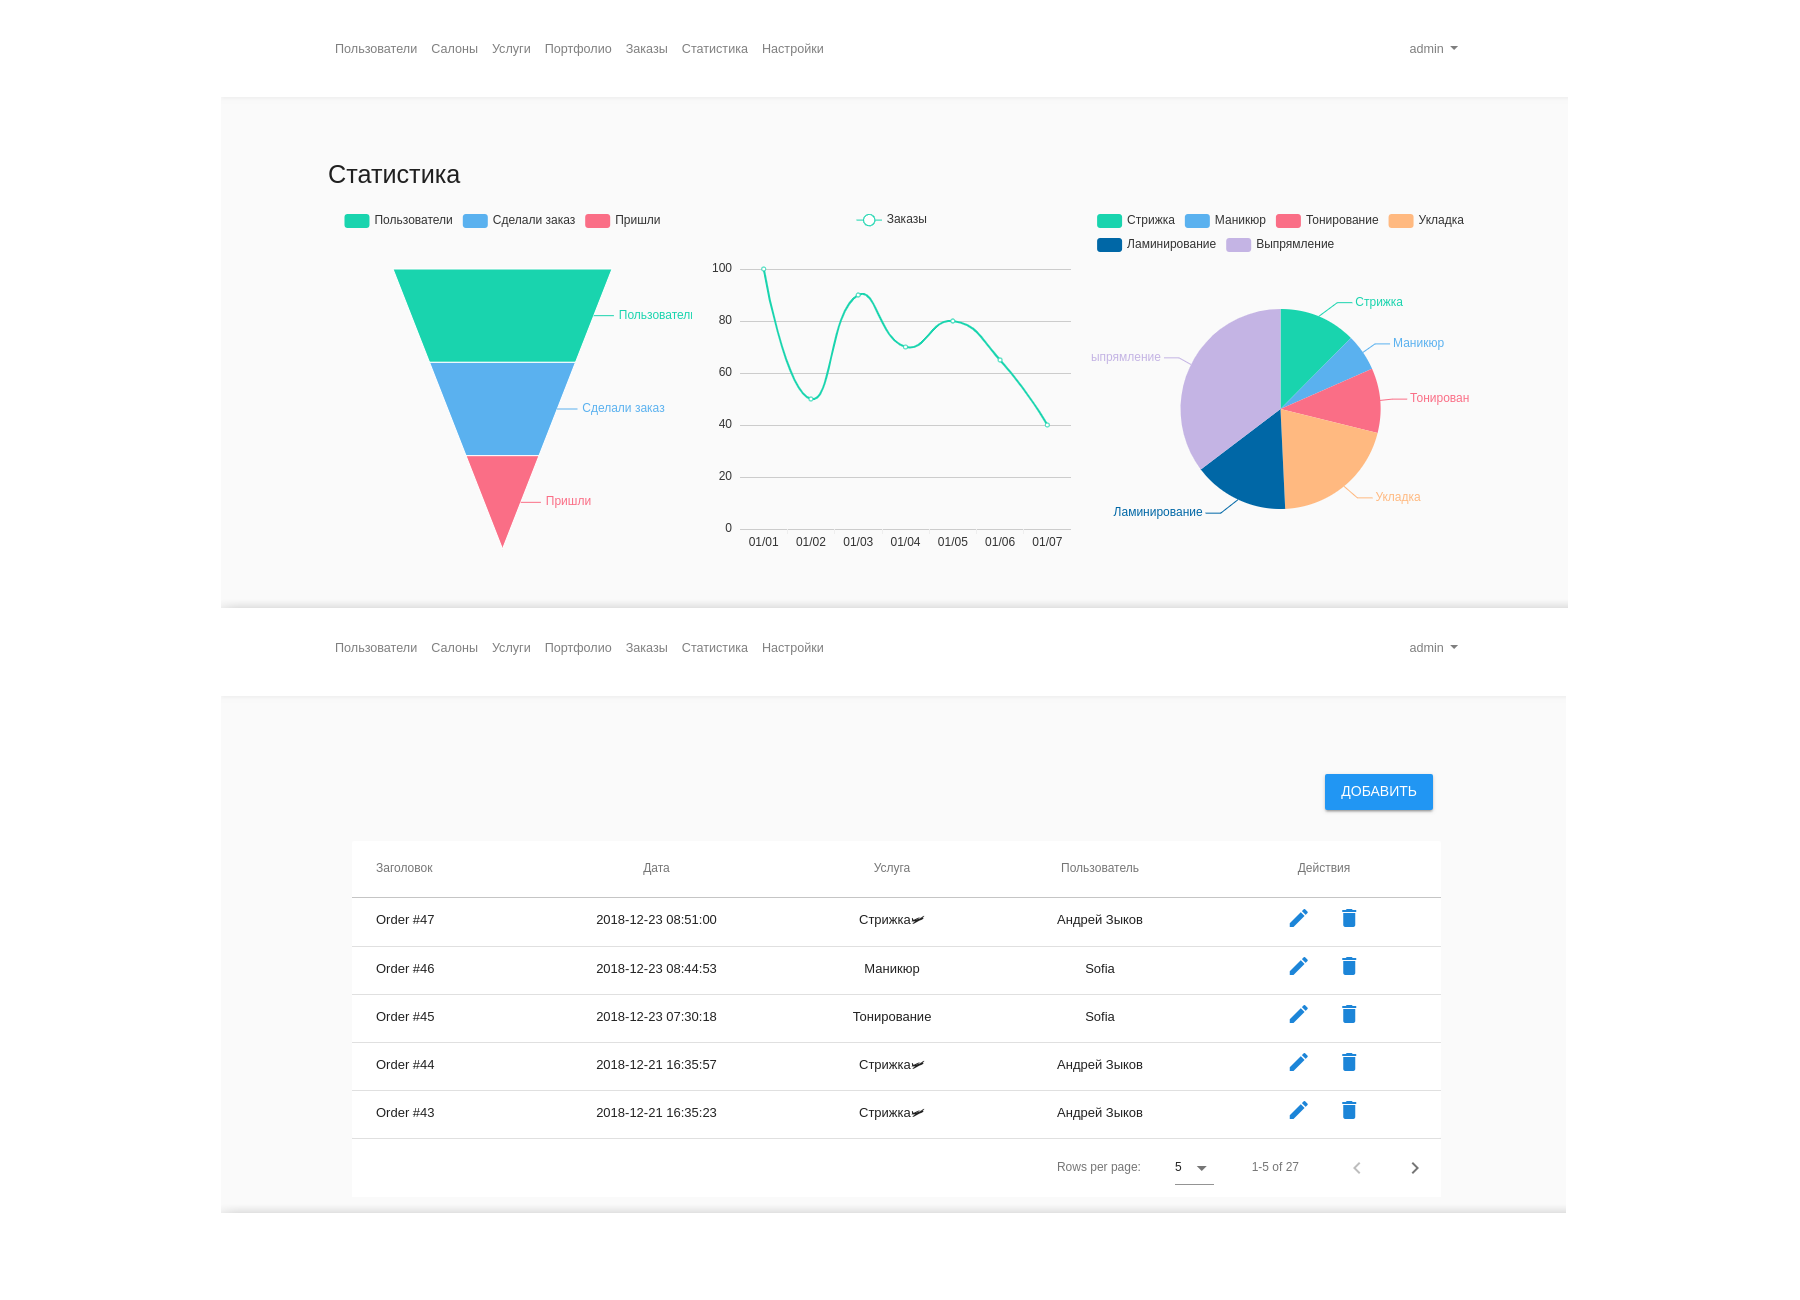 Пользователи Салоны Услуги Портфолио Заказы Статистика Настройки admin
Статистика
Пользователи Сделали заказ Пришли
Пользователи
Сделали заказ
Пришли
Заказы
100
80
60
40
20
0
01/01 01/02 01/03 01/04 01/05 01/06 01/07
Стрижка Маникюр Тонирование Укладка
Ламинирование Выпрямление
Стрижка
Маникюр
ыпрямление
Тонирован
Укладка
Ламинирование
Пользователи Салоны Услуги Портфолио Заказы Статистика Настройки admin
ДОБАВИТЬ
Заголовок Дата Услуга Пользователь Действия
Order #47 2018-12-23 08:51:00 Стрижка Андрей Зыков
Order #46 2018-12-23 08:44:53 Маникюр Sofia
Order #45 2018-12-23 07:30:18 Тонирование Sofia
Order #44 2018-12-21 16:35:57 Стрижка Андрей Зыков
Order #43 2018-12-21 16:35:23 Стрижка Андрей Зыков
Rows per page: 5 1-5 of 27